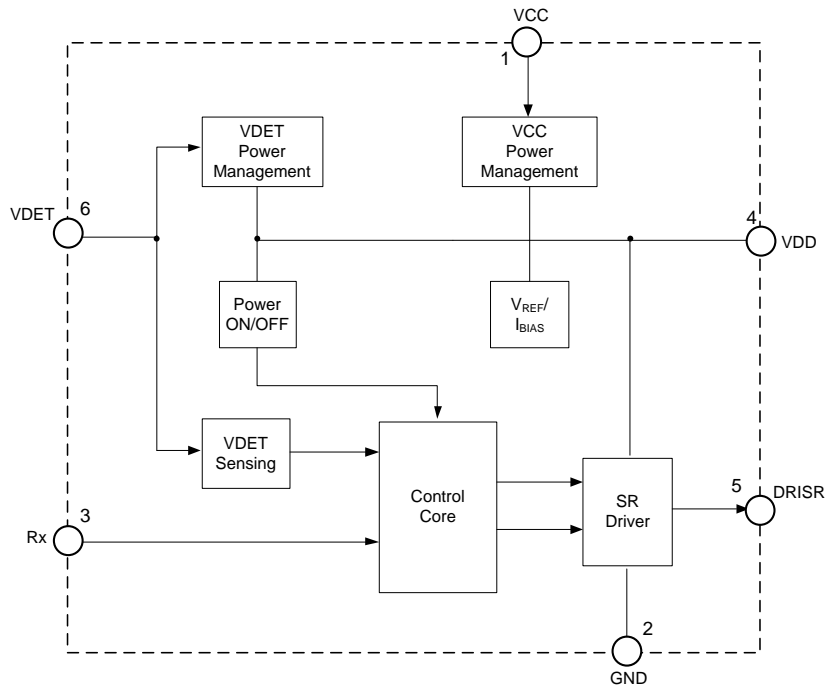 VCC
1
VDET
Power
Management
VCC
Power
Management
VDET
6
4
VDD
Power
ON/OFF
VREF/
IBIAS
VDET
Sensing
Control
Core
SR
Driver
5
DRISR
Rx
3
2
GND